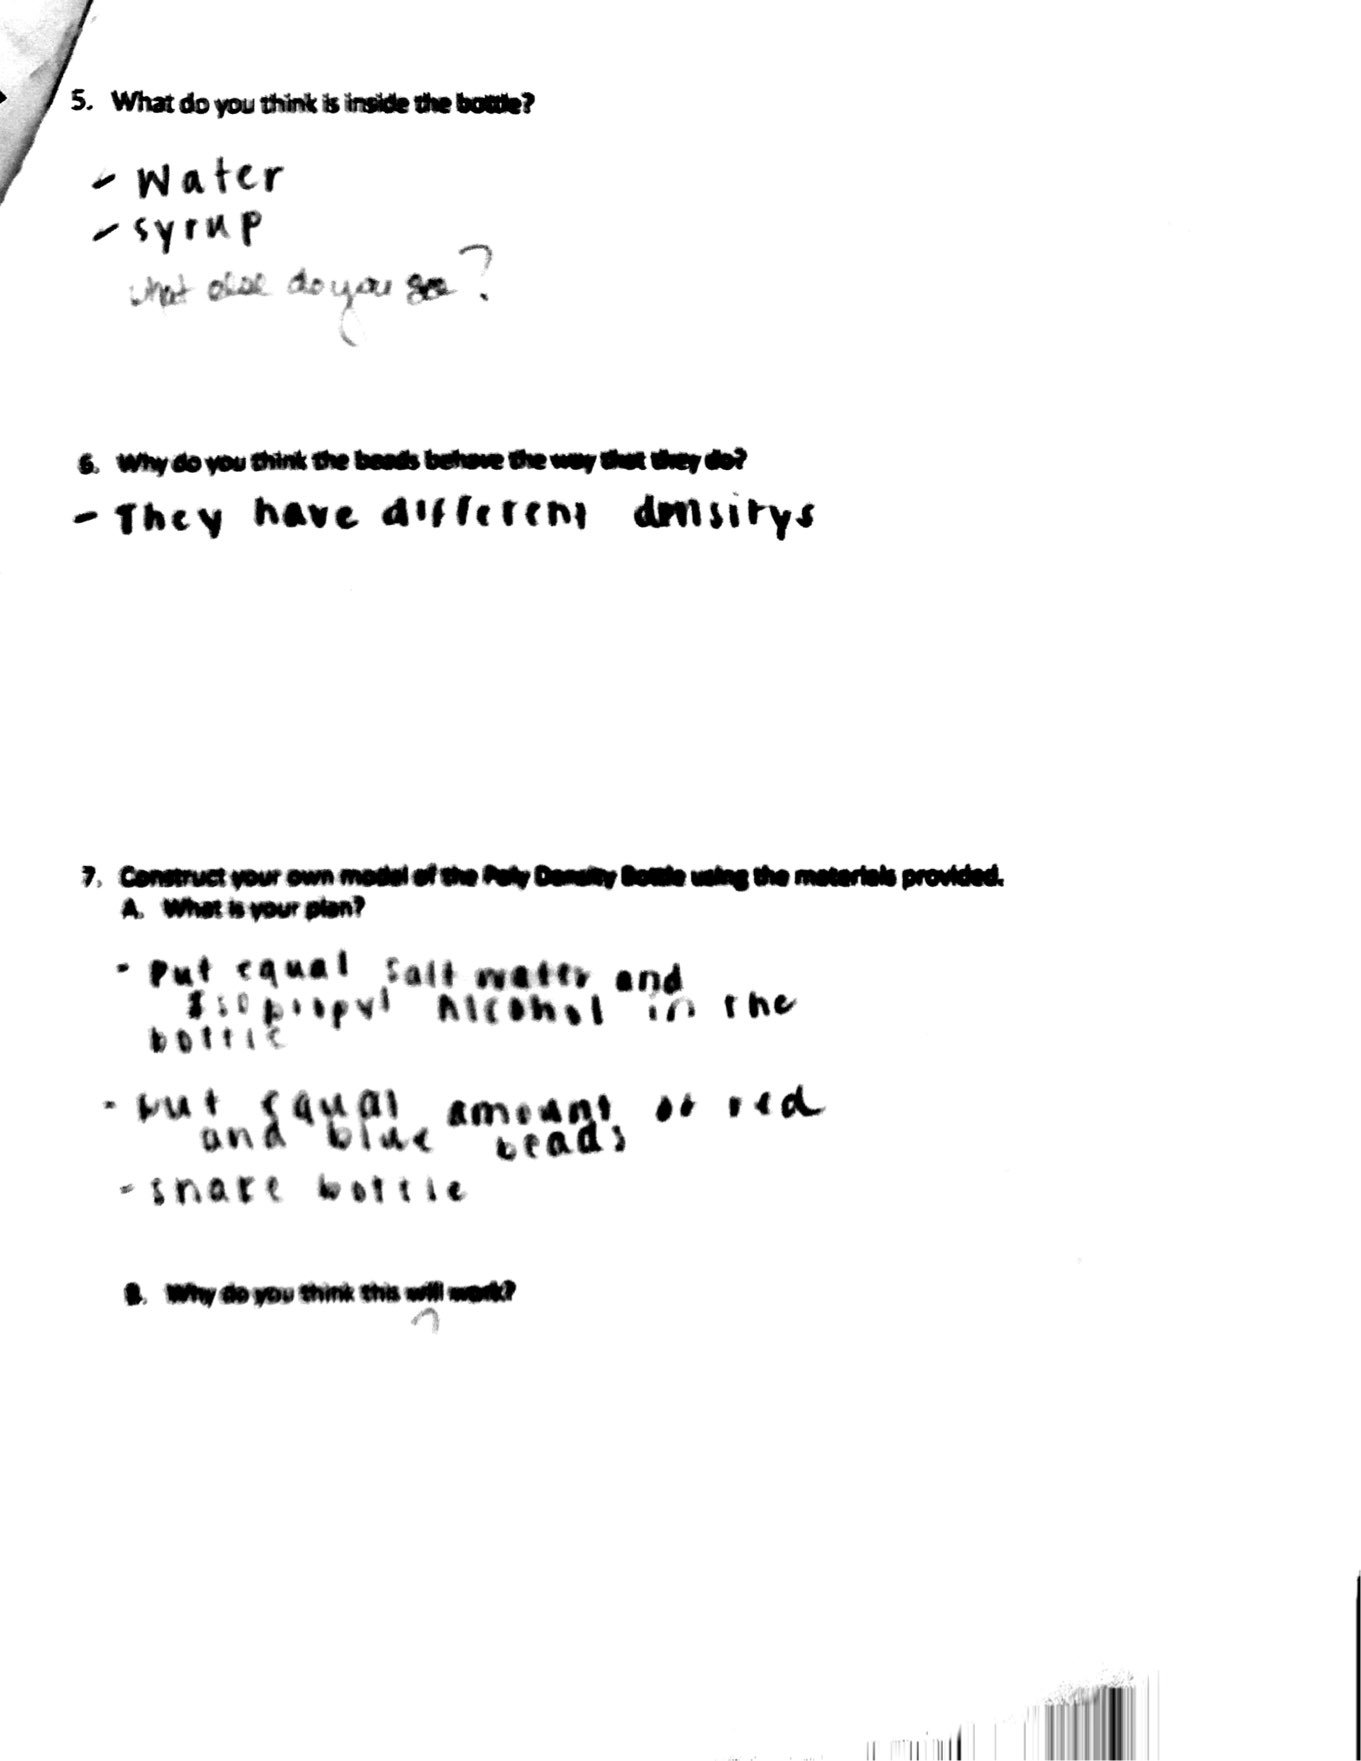 5. What do you think is inside the bottle?
- Water
- syrup
what else do you see?
6. Why do you think the beads behave the way that they do?
- They have different densitys
7. Construct your own model of the Poly Density Bottle using the materials provided.
A. What is your plan?
- Put equal salt water and
Isopropyl Alcohol in the
bottle
- Put equal amount of red
and blue beads
- shake bottle
B. Why do you think this will work?
?